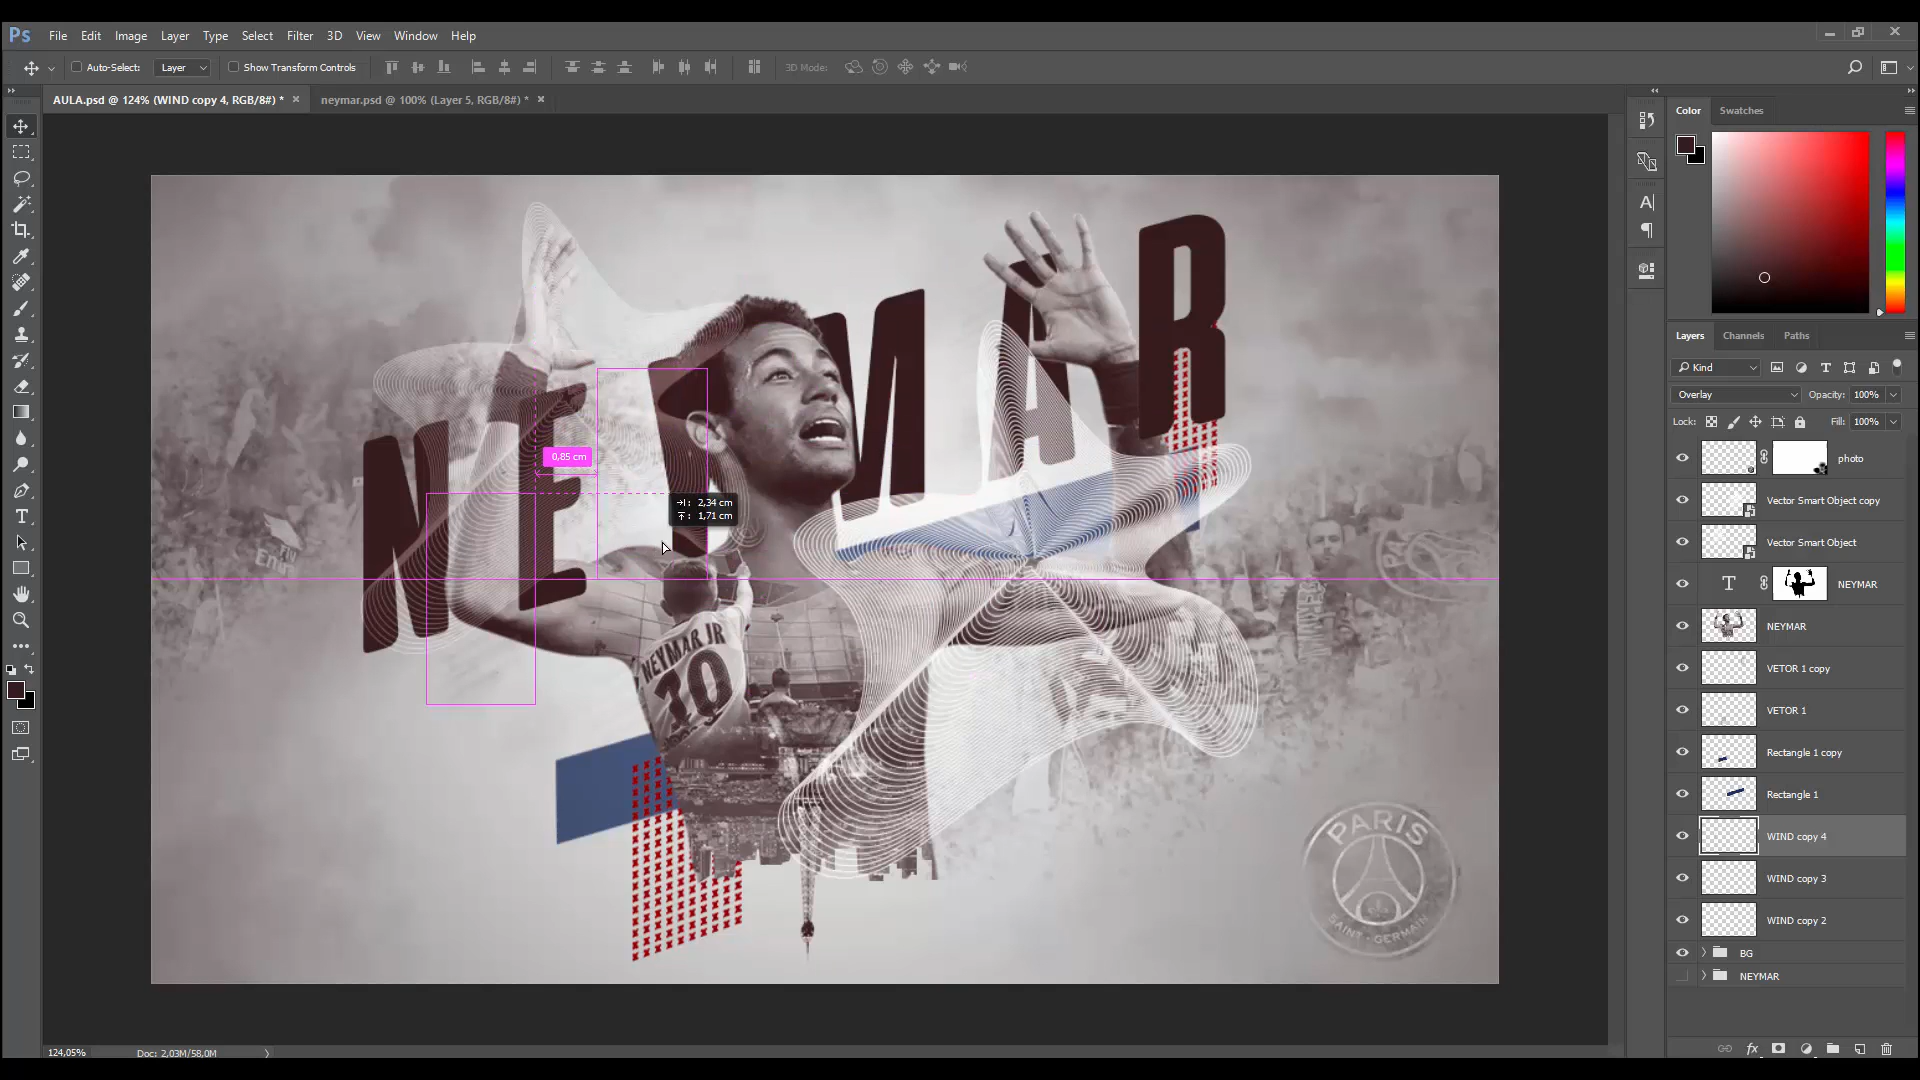 Ps File Edit Image Layer Type Select Filter 3D View Window Help
Auto-Select: Layer Show Transform Controls 3D Mode:
AULA.psd @ 124% (WIND copy 4, RGB/8#) * × neymar.psd @ 100% (Layer 5, RGB/8#) * ×
Color Swatches
Layers Channels Paths
Kind
Overlay Opacity: 100%
Lock: Fill: 100%
photo
Vector Smart Object copy
Vector Smart Object
T NEYMAR
NEYMAR
VETOR 1 copy
VETOR 1
Rectangle 1 copy
Rectangle 1
WIND copy 4
WIND copy 3
WIND copy 2
BG
NEYMAR
NEYMAR
0,85 cm
2,34 cm
1,71 cm
NEYMAR JR
10
PARIS
SAINT - GERMAIN
124,05% Doc: 2,03M/58,0M